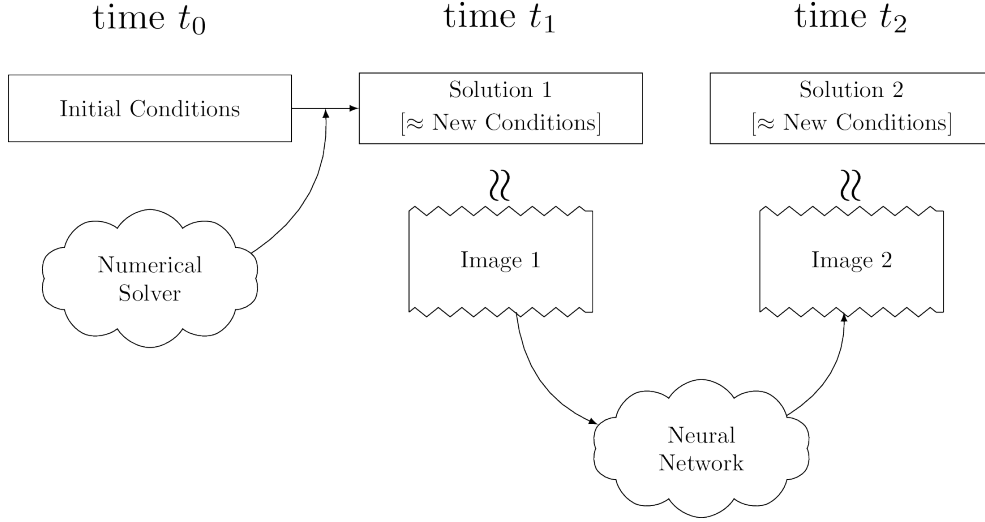 time t₀
time t₁
time t₂
Initial Conditions
Solution 1
[≈ New Conditions]
Solution 2
[≈ New Conditions]
≈
≈
Numerical
Solver
Image 1
Image 2
Neural
Network